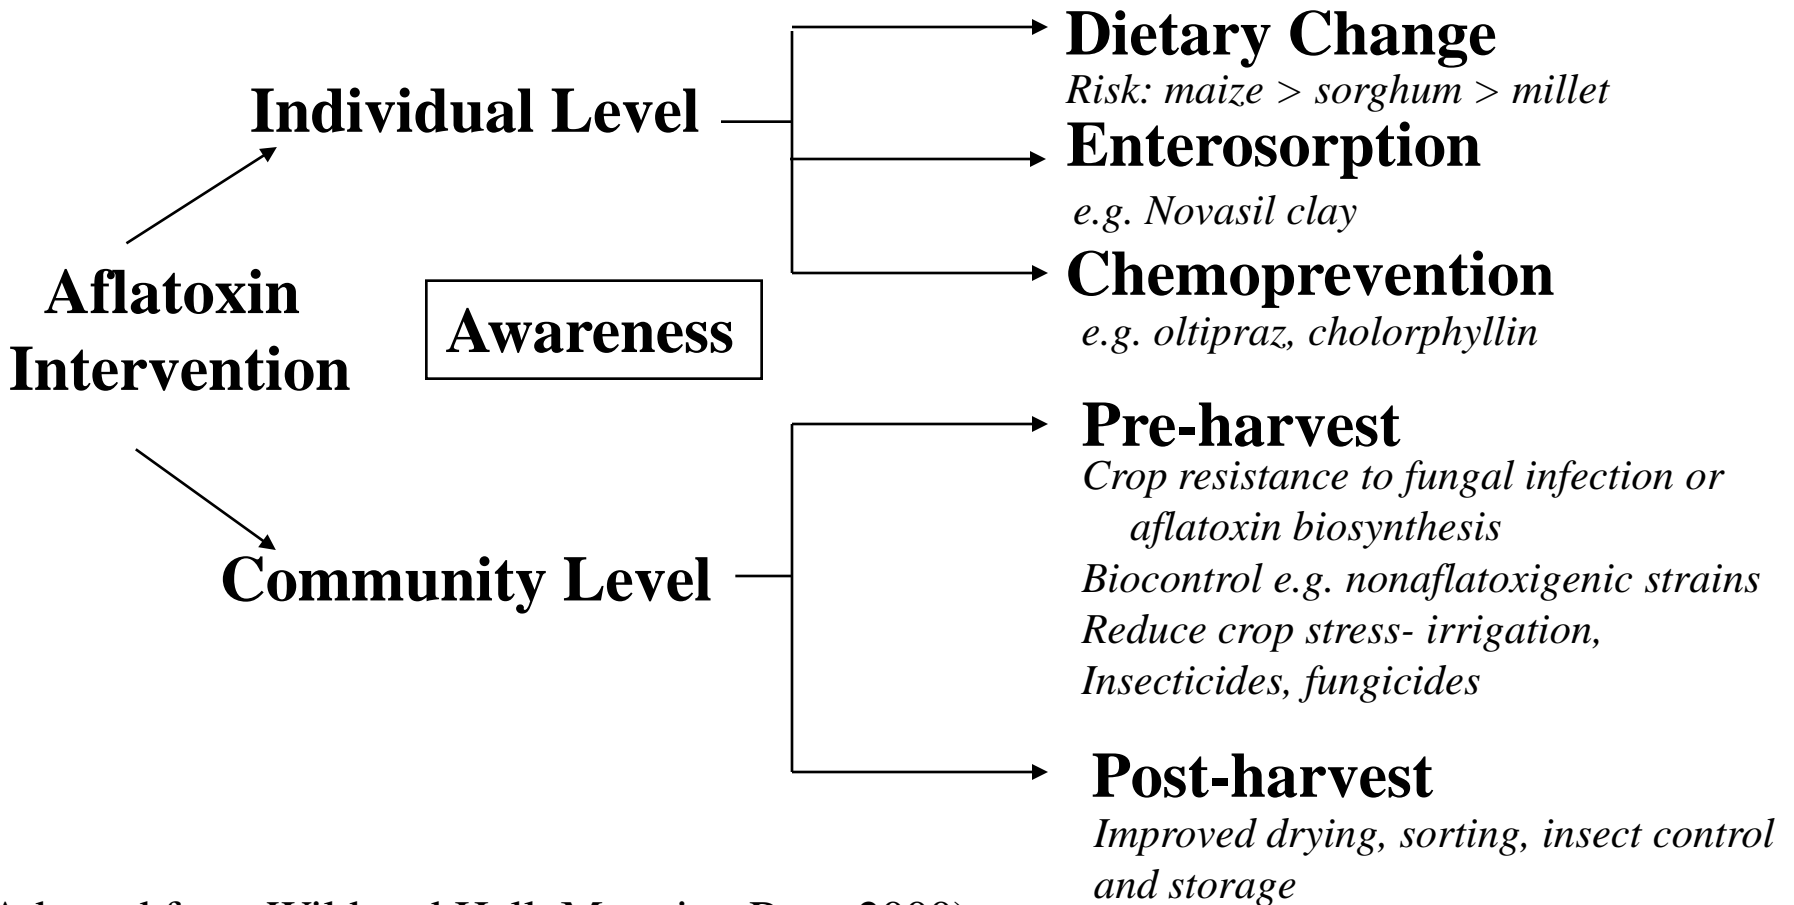 Dietary Change
Risk: maize > sorghum > millet
Individual Level
Enterosorption
e.g. Novasil clay
Chemoprevention
e.g. oltipraz, cholorphyllin
Aflatoxin
Intervention
Awareness
Pre-harvest
Crop resistance to fungal infection or
aflatoxin biosynthesis
Biocontrol e.g. nonaflatoxigenic strains
Reduce crop stress- irrigation,
Insecticides, fungicides
Community Level
Post-harvest
Improved drying, sorting, insect control
and storage